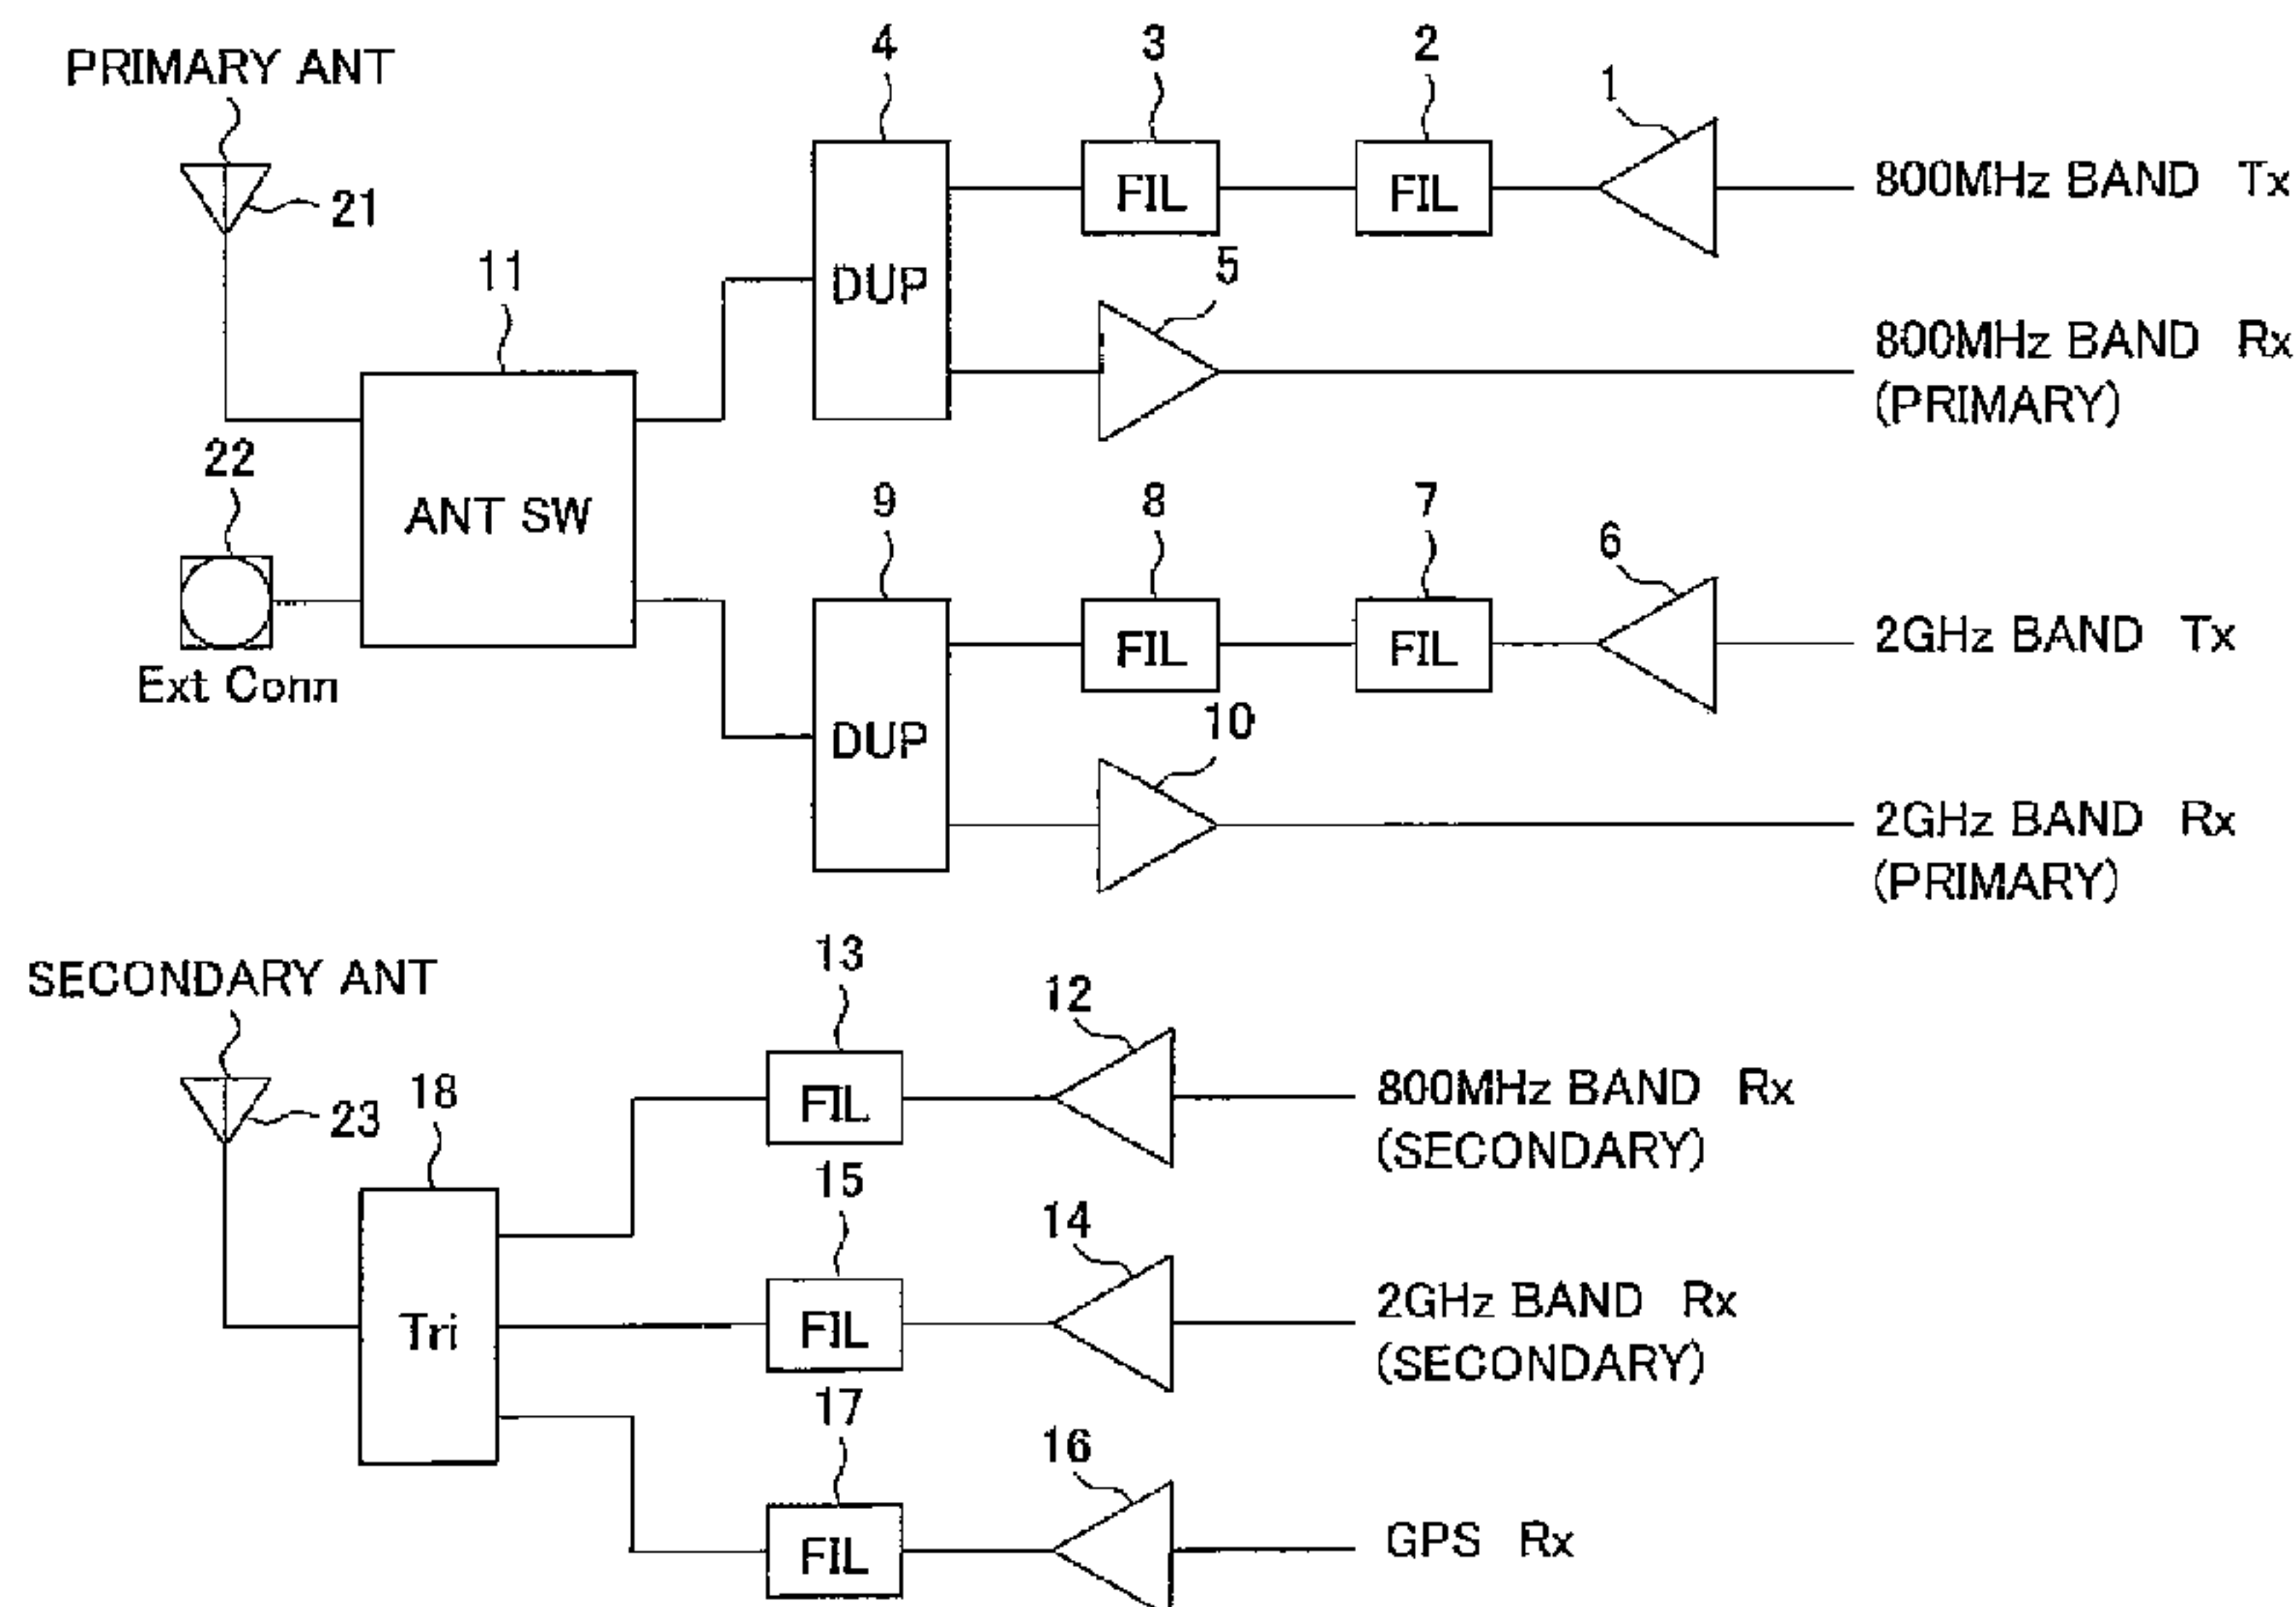 PRIMARY ANT
4
3
2
1
21
FIL
FIL
800MHz BAND Tx
11
DUP
5
800MHz BAND Rx
(PRIMARY)
22
ANT SW
9
8
7
6
Ext Conn
FIL
FIL
2GHz BAND Tx
DUP
10
2GHz BAND Rx
(PRIMARY)
SECONDARY ANT
13
12
23
18
FIL
800MHz BAND Rx
(SECONDARY)
15
14
Tri
FIL
2GHz BAND Rx
(SECONDARY)
17
16
FIL
GPS Rx